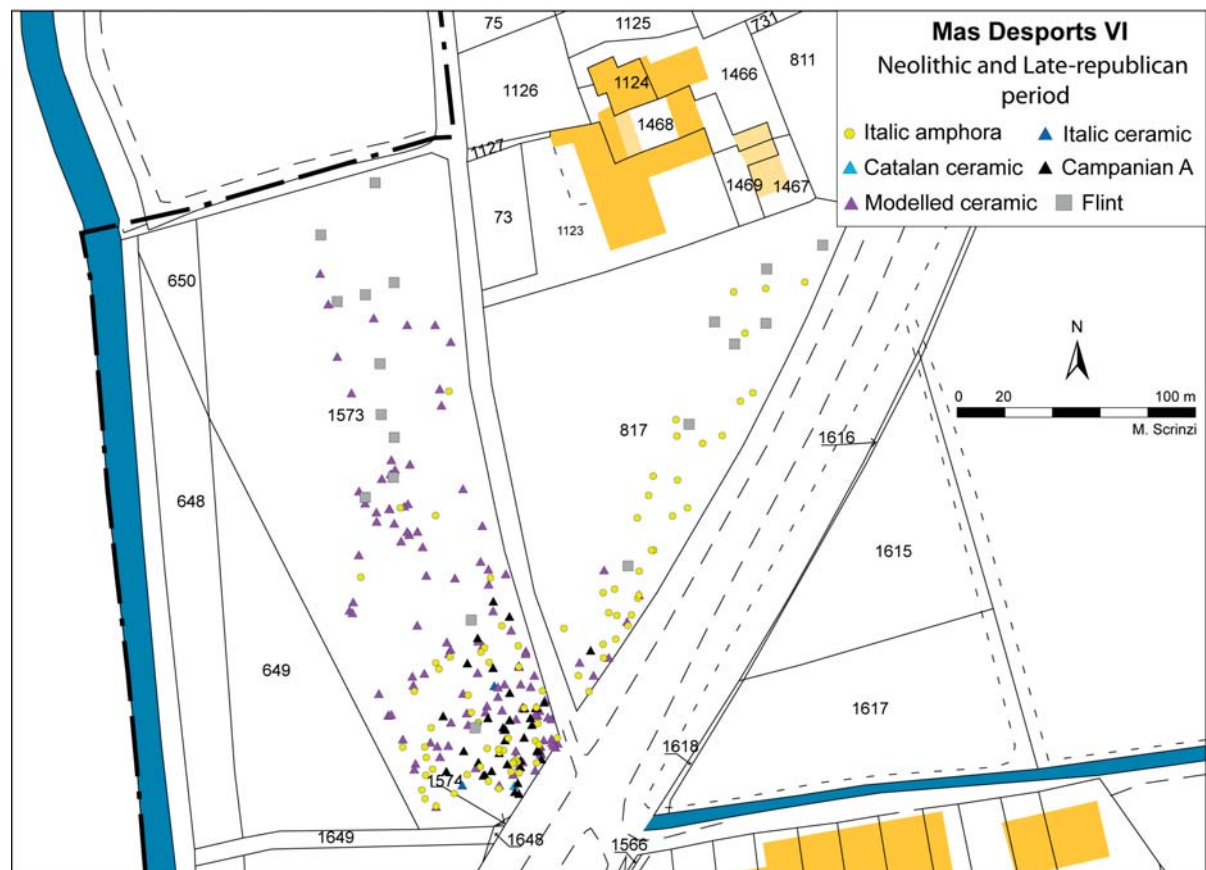 Mas Desports VI
Neolithic and Late-republican
period
Italic amphora
Italic ceramic
Catalan ceramic
Campanian A
Modelled ceramic
Flint
75
1125
731
811
1126
1124
1466
1468
1127
1469
1467
73
1123
650
N
0 20 100 m
M. Scrinzi
1573
817
1616
648
1615
649
1617
1618
1574
1649
1648
1566